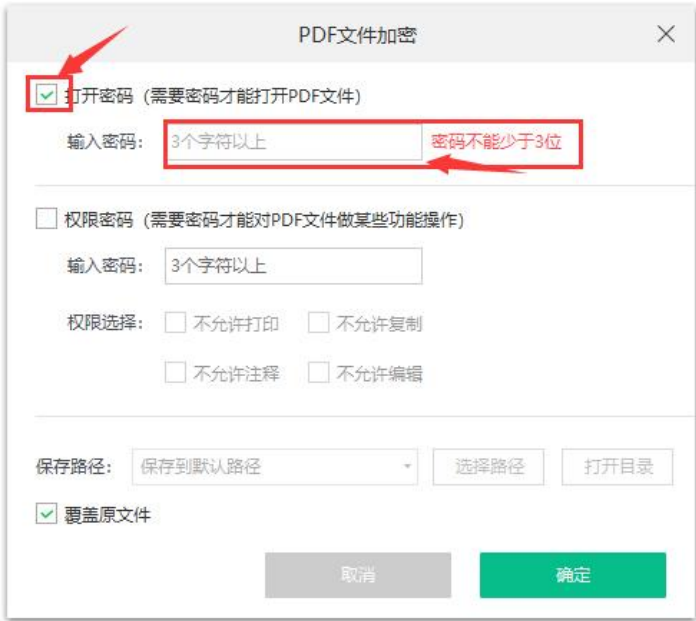 PDF文件加密
打开密码（需要密码才能打开PDF文件）
输入密码： 3个字符以上 密码不能少于3位
权限密码（需要密码才能对PDF文件做某些功能操作）
输入密码： 3个字符以上
权限选择： 不允许打印 不允许复制
不允许注释 不允许编辑
保存路径： 保存到默认路径 选择路径 打开目录
覆盖原文件
取消 确定